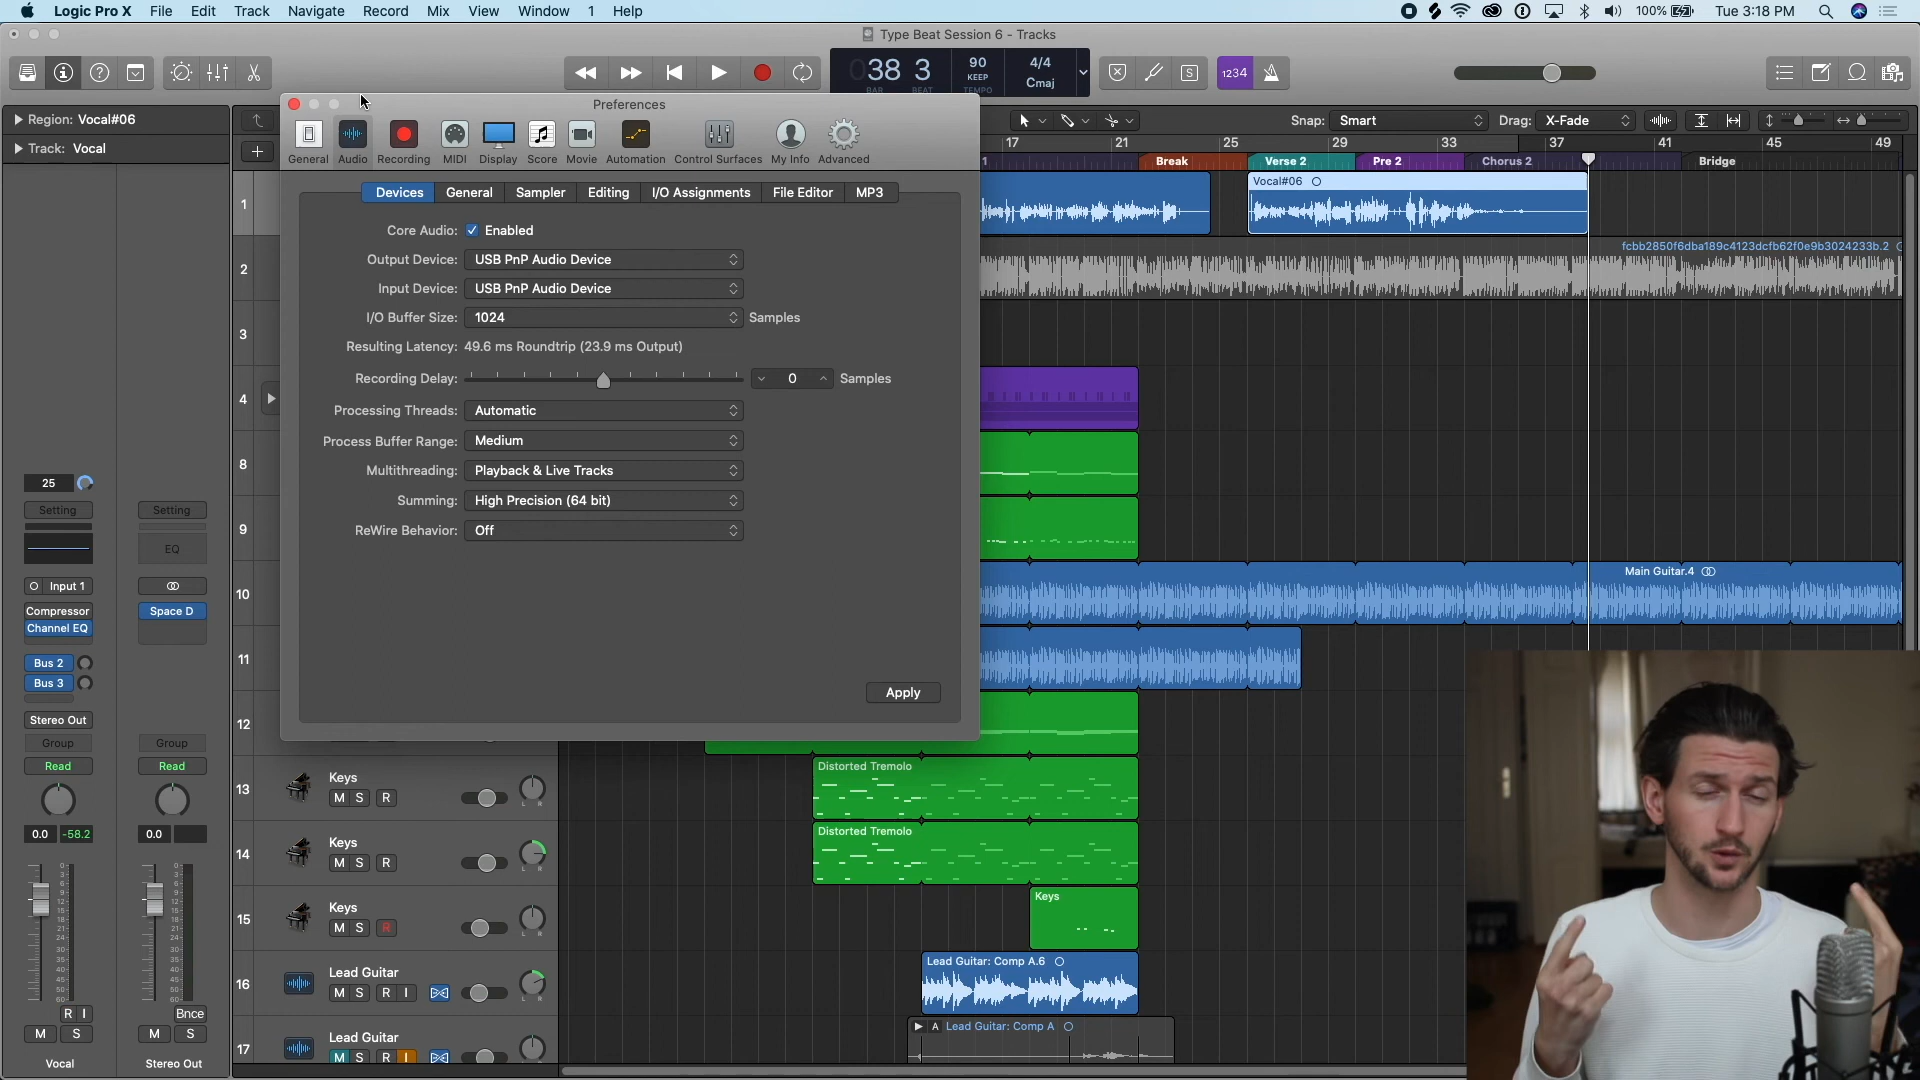 Logic Pro X File Edit Track Navigate Record Mix View Window 1 Help 100% Tue 3:18 PM
Type Beat Session 6 - Tracks
38 3 90 4/4
BAR BEAT KEEP TEMPO Cmaj
S 1234
Region: Vocal#06
Track: Vocal
Preferences
General Audio Recording MIDI Display Score Movie Automation Control Surfaces My Info Advanced
Devices General Sampler Editing I/O Assignments File Editor MP3
Core Audio: Enabled
Output Device: USB PnP Audio Device
Input Device: USB PnP Audio Device
I/O Buffer Size: 1024 Samples
Resulting Latency: 49.6 ms Roundtrip (23.9 ms Output)
Recording Delay: 0 Samples
Processing Threads: Automatic
Process Buffer Range: Medium
Multithreading: Playback & Live Tracks
Summing: High Precision (64 bit)
ReWire Behavior: Off
Apply
Snap: Smart Drag: X-Fade
17 21 25 29 33 37 41 45 49
1 Break Verse 2 Pre 2 Chorus 2 Bridge
Vocal#06
fcbb2850f6dba189c4123dcfb62f0e9b3024233b.2
Main Guitar.4
1
2
3
4
8
9
10
11
12
13 Keys
M S R
Distorted Tremolo
14 Keys
M S R
Distorted Tremolo
15 Keys
M S R
Keys
16 Lead Guitar
M S R I
Lead Guitar: Comp A.6
17 Lead Guitar
M S R I
A Lead Guitar: Comp A
25
Setting Setting
EQ
Input 1
Compressor Space D
Channel EQ
Bus 2
Bus 3
Stereo Out
Group Group
Read Read
0.0 -58.2 0.0
R I Bnce
M S M S
Vocal Stereo Out